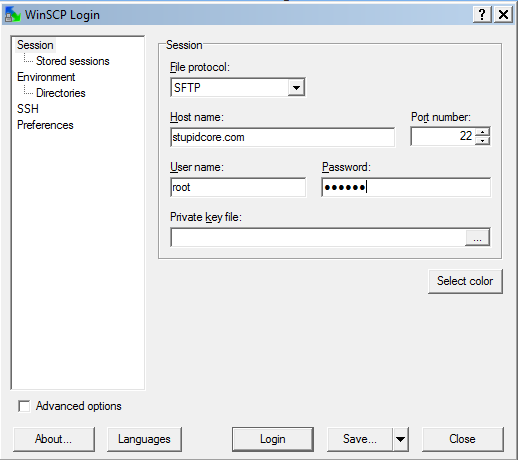 WinSCP Login
Session
Stored sessions
Environment
Directories
SSH
Preferences
Session
File protocol:
SFTP
Host name:
Port number:
stupidcore.com
22
User name:
Password:
root
●●●●●●
Private key file:
...
Select color
Advanced options
About...
Languages
Login
Save...
Close